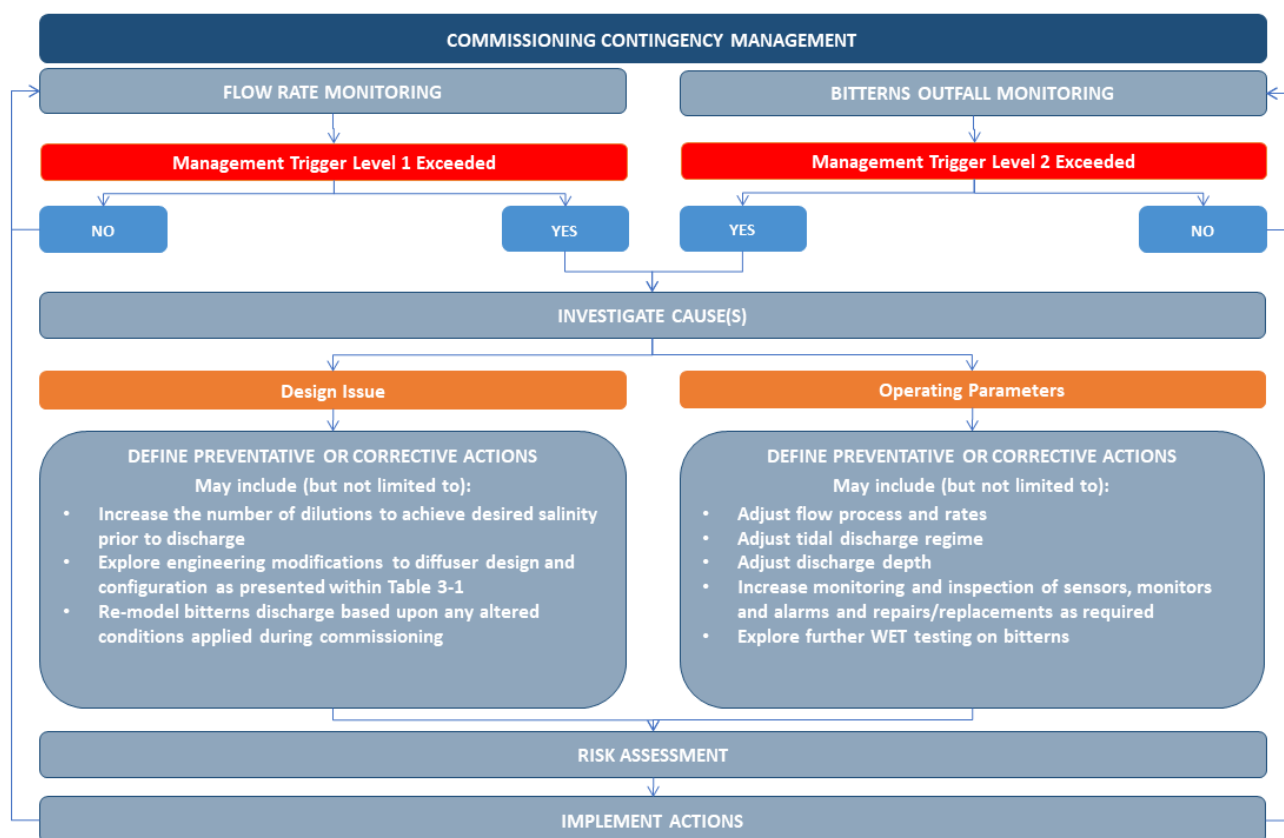 COMMISSIONING CONTINGENCY MANAGEMENT
FLOW RATE MONITORING
BITTERNS OUTFALL MONITORING
Management Trigger Level 1 Exceeded
Management Trigger Level 2 Exceeded
NO
YES
YES
NO
INVESTIGATE CAUSE(S)
Design Issue
Operating Parameters
DEFINE PREVENTATIVE OR CORRECTIVE ACTIONS
May include (but not limited to):
• Increase the number of dilutions to achieve desired salinity
prior to discharge
• Explore engineering modifications to diffuser design and
configuration as presented within Table 3-1
• Re-model bitterns discharge based upon any altered
conditions applied during commissioning
DEFINE PREVENTATIVE OR CORRECTIVE ACTIONS
May include (but not limited to):
• Adjust flow process and rates
• Adjust tidal discharge regime
• Adjust discharge depth
• Increase monitoring and inspection of sensors, monitors
and alarms and repairs/replacements as required
• Explore further WET testing on bitterns
RISK ASSESSMENT
IMPLEMENT ACTIONS